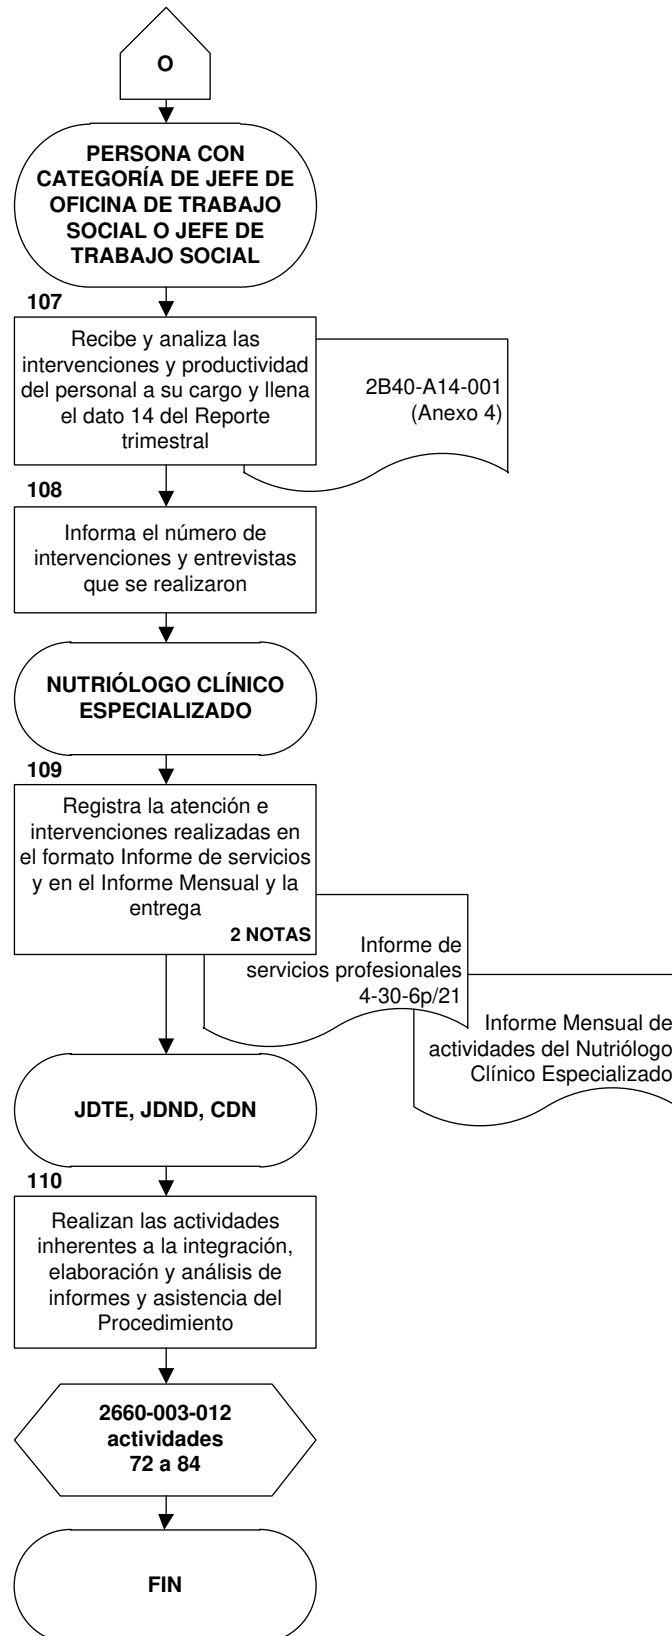 O
PERSONA CON
CATEGORÍA DE JEFE DE
OFICINA DE TRABAJO
SOCIAL O JEFE DE
TRABAJO SOCIAL
107
Recibe y analiza las
intervenciones y productividad
del personal a su cargo y llena
el dato 14 del Reporte
trimestral
2B40-A14-001
(Anexo 4)
108
Informa el número de
intervenciones y entrevistas
que se realizaron
NUTRIÓLOGO CLÍNICO
ESPECIALIZADO
109
Registra la atención e
intervenciones realizadas en
el formato Informe de servicios
y en el Informe Mensual y la
entrega
2 NOTAS
Informe de
servicios profesionales
4-30-6p/21
Informe Mensual de
actividades del Nutriólogo
Clínico Especializado
JDTE, JDND, CDN
110
Realizan las actividades
inherentes a la integración,
elaboración y análisis de
informes y asistencia del
Procedimiento
2660-003-012
actividades
72 a 84
FIN